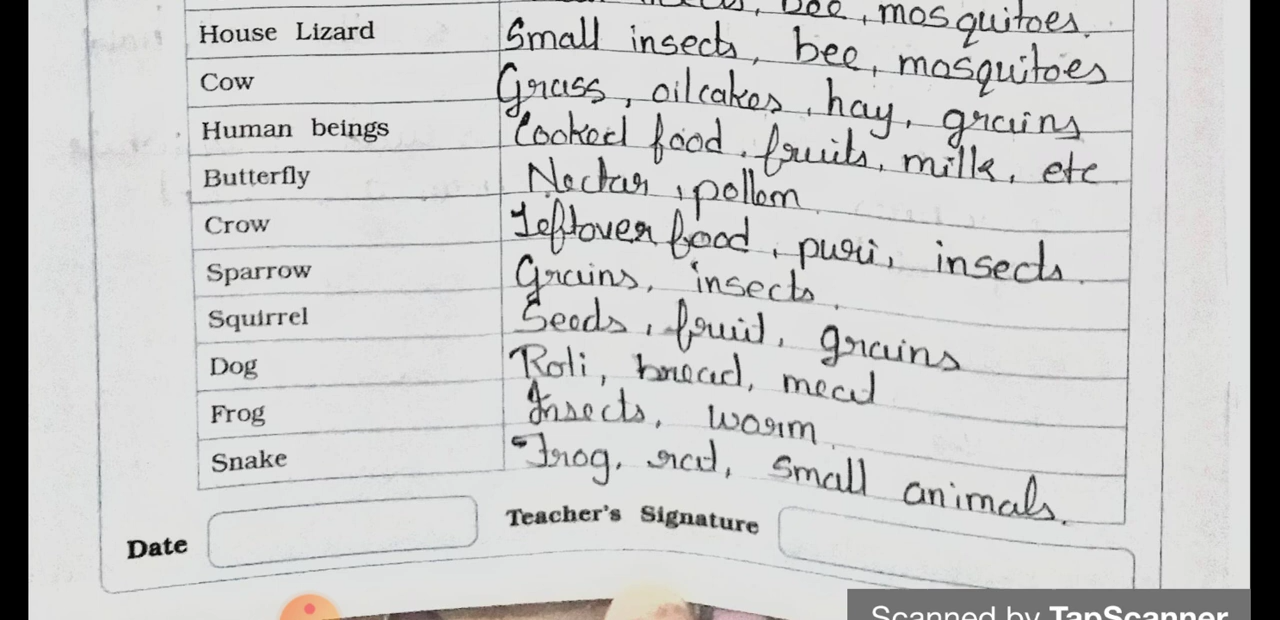 bee, mosquitoes.
House Lizard Small insects, bee, mosquitoes
Cow Grass, oilcakes, hay, grains
Human beings Cooked food, fruits, milk, etc
Butterfly Nectar, pollen
Crow Leftover food, puri, insects.
Sparrow Grains, insects.
Squirrel Seeds, fruit, grains
Dog Roti, bread, meat
Frog Insects, worm
Snake Frog, rat, small animals.
Date Teacher's Signature
Scanned by TapScanner